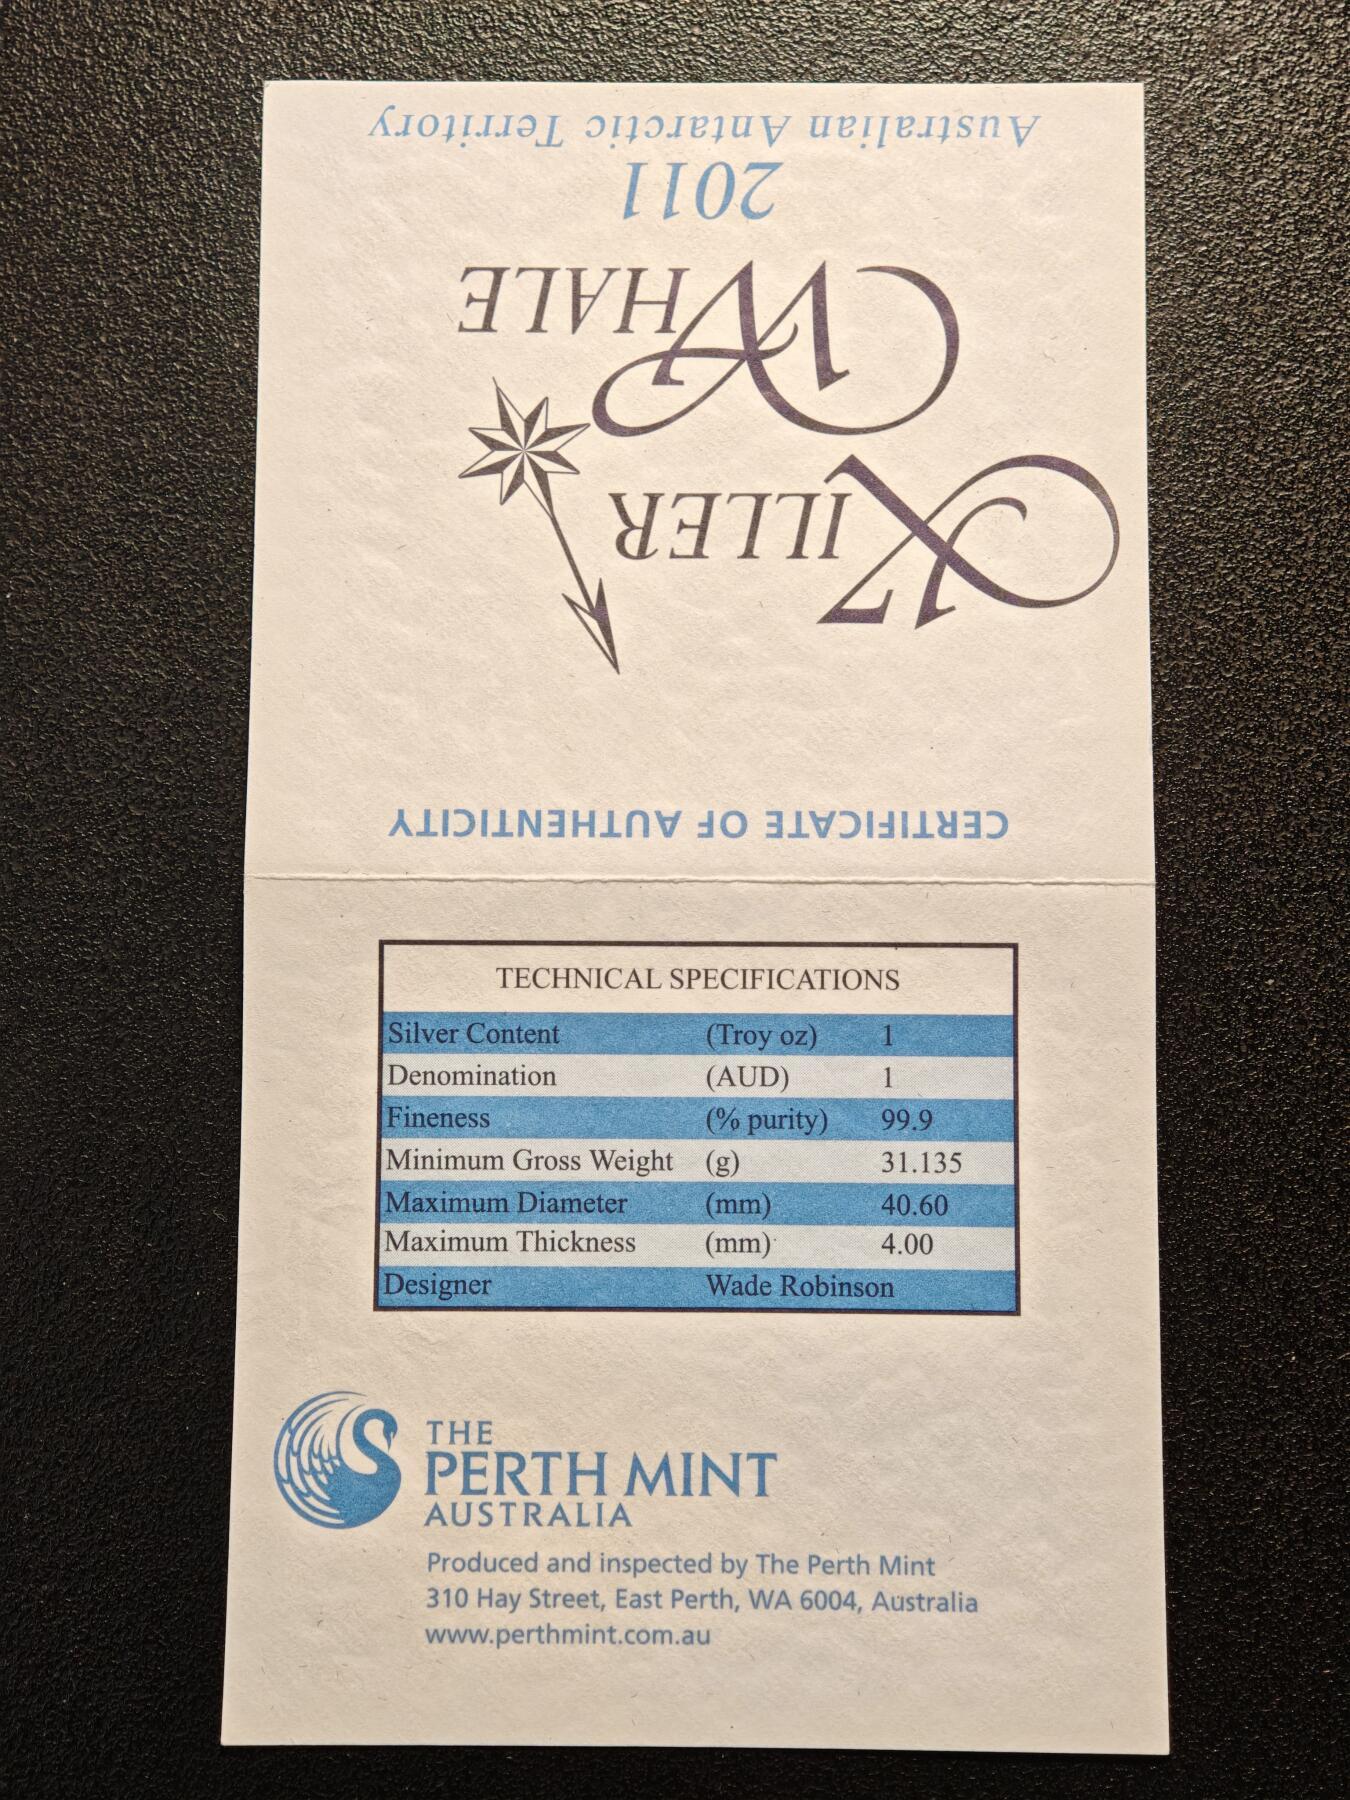 Australian Antarctic Territory
2011
KILLER
WHALE
CERTIFICATE OF AUTHENTICITY
TECHNICAL SPECIFICATIONS
Silver Content (Troy oz) 1
Denomination (AUD) 1
Fineness (% purity) 99.9
Minimum Gross Weight (g) 31.135
Maximum Diameter (mm) 40.60
Maximum Thickness (mm) 4.00
Designer Wade Robinson
THE
PERTH MINT
AUSTRALIA
Produced and inspected by The Perth Mint
310 Hay Street, East Perth, WA 6004, Australia
www.perthmint.com.au